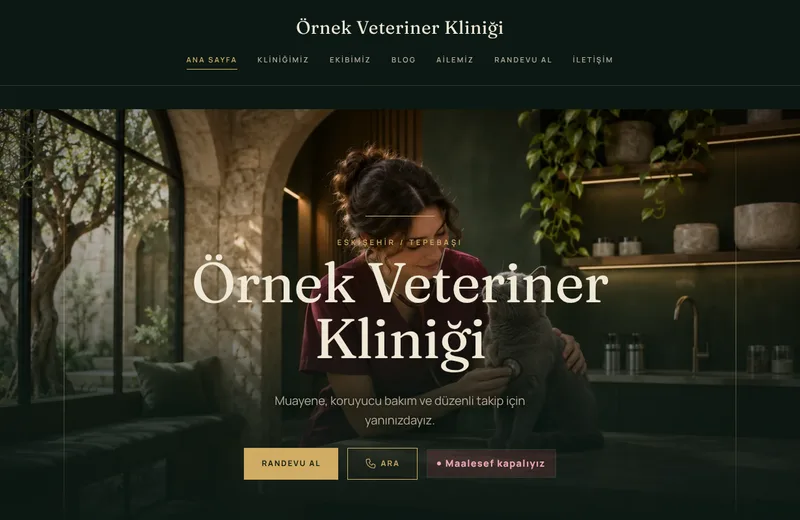 Örnek Veteriner Kliniği
ANA SAYFA KLİNİĞİMİZ EKİBİMİZ BLOG AİLEMİZ RANDEVU AL İLETİŞİM
ESKİŞEHİR / TEPEBAŞI
Örnek Veteriner
Kliniği
Muayene, koruyucu bakım ve düzenli takip için
yanınızdayız.
RANDEVU AL ARA • Maalesef kapalıyız